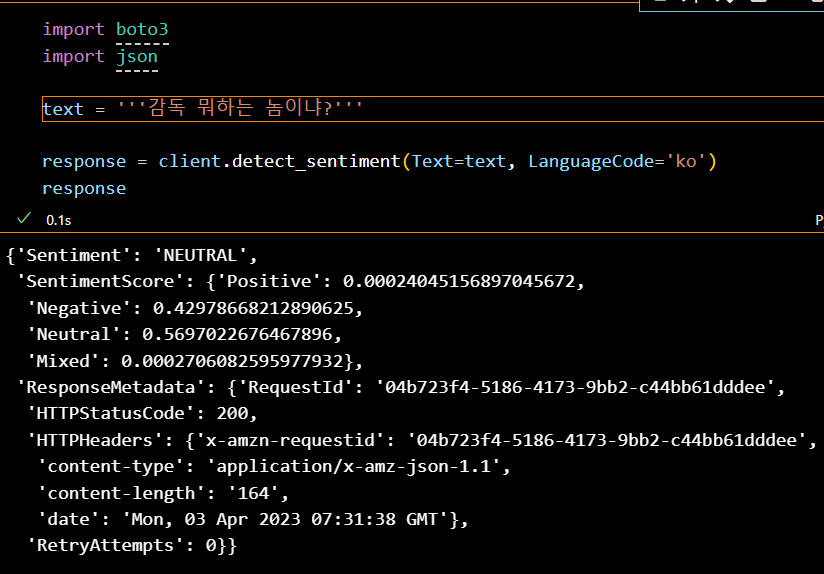 import boto3
import json
text = '''감독 뭐하는 놈이냐?'''
response = client.detect_sentiment(Text=text, LanguageCode='ko')
response
✓ 0.1s
{'Sentiment': 'NEUTRAL',
'SentimentScore': {'Positive': 0.00024045156897045672,
'Negative': 0.42978668212890625,
'Neutral': 0.5697022676467896,
'Mixed': 0.0002706082595977932},
'ResponseMetadata': {'RequestId': '04b723f4-5186-4173-9bb2-c44bb61dddee',
'HTTPStatusCode': 200,
'HTTPHeaders': {'x-amzn-requestid': '04b723f4-5186-4173-9bb2-c44bb61dddee',
'content-type': 'application/x-amz-json-1.1',
'content-length': '164',
'date': 'Mon, 03 Apr 2023 07:31:38 GMT'},
'RetryAttempts': 0}}